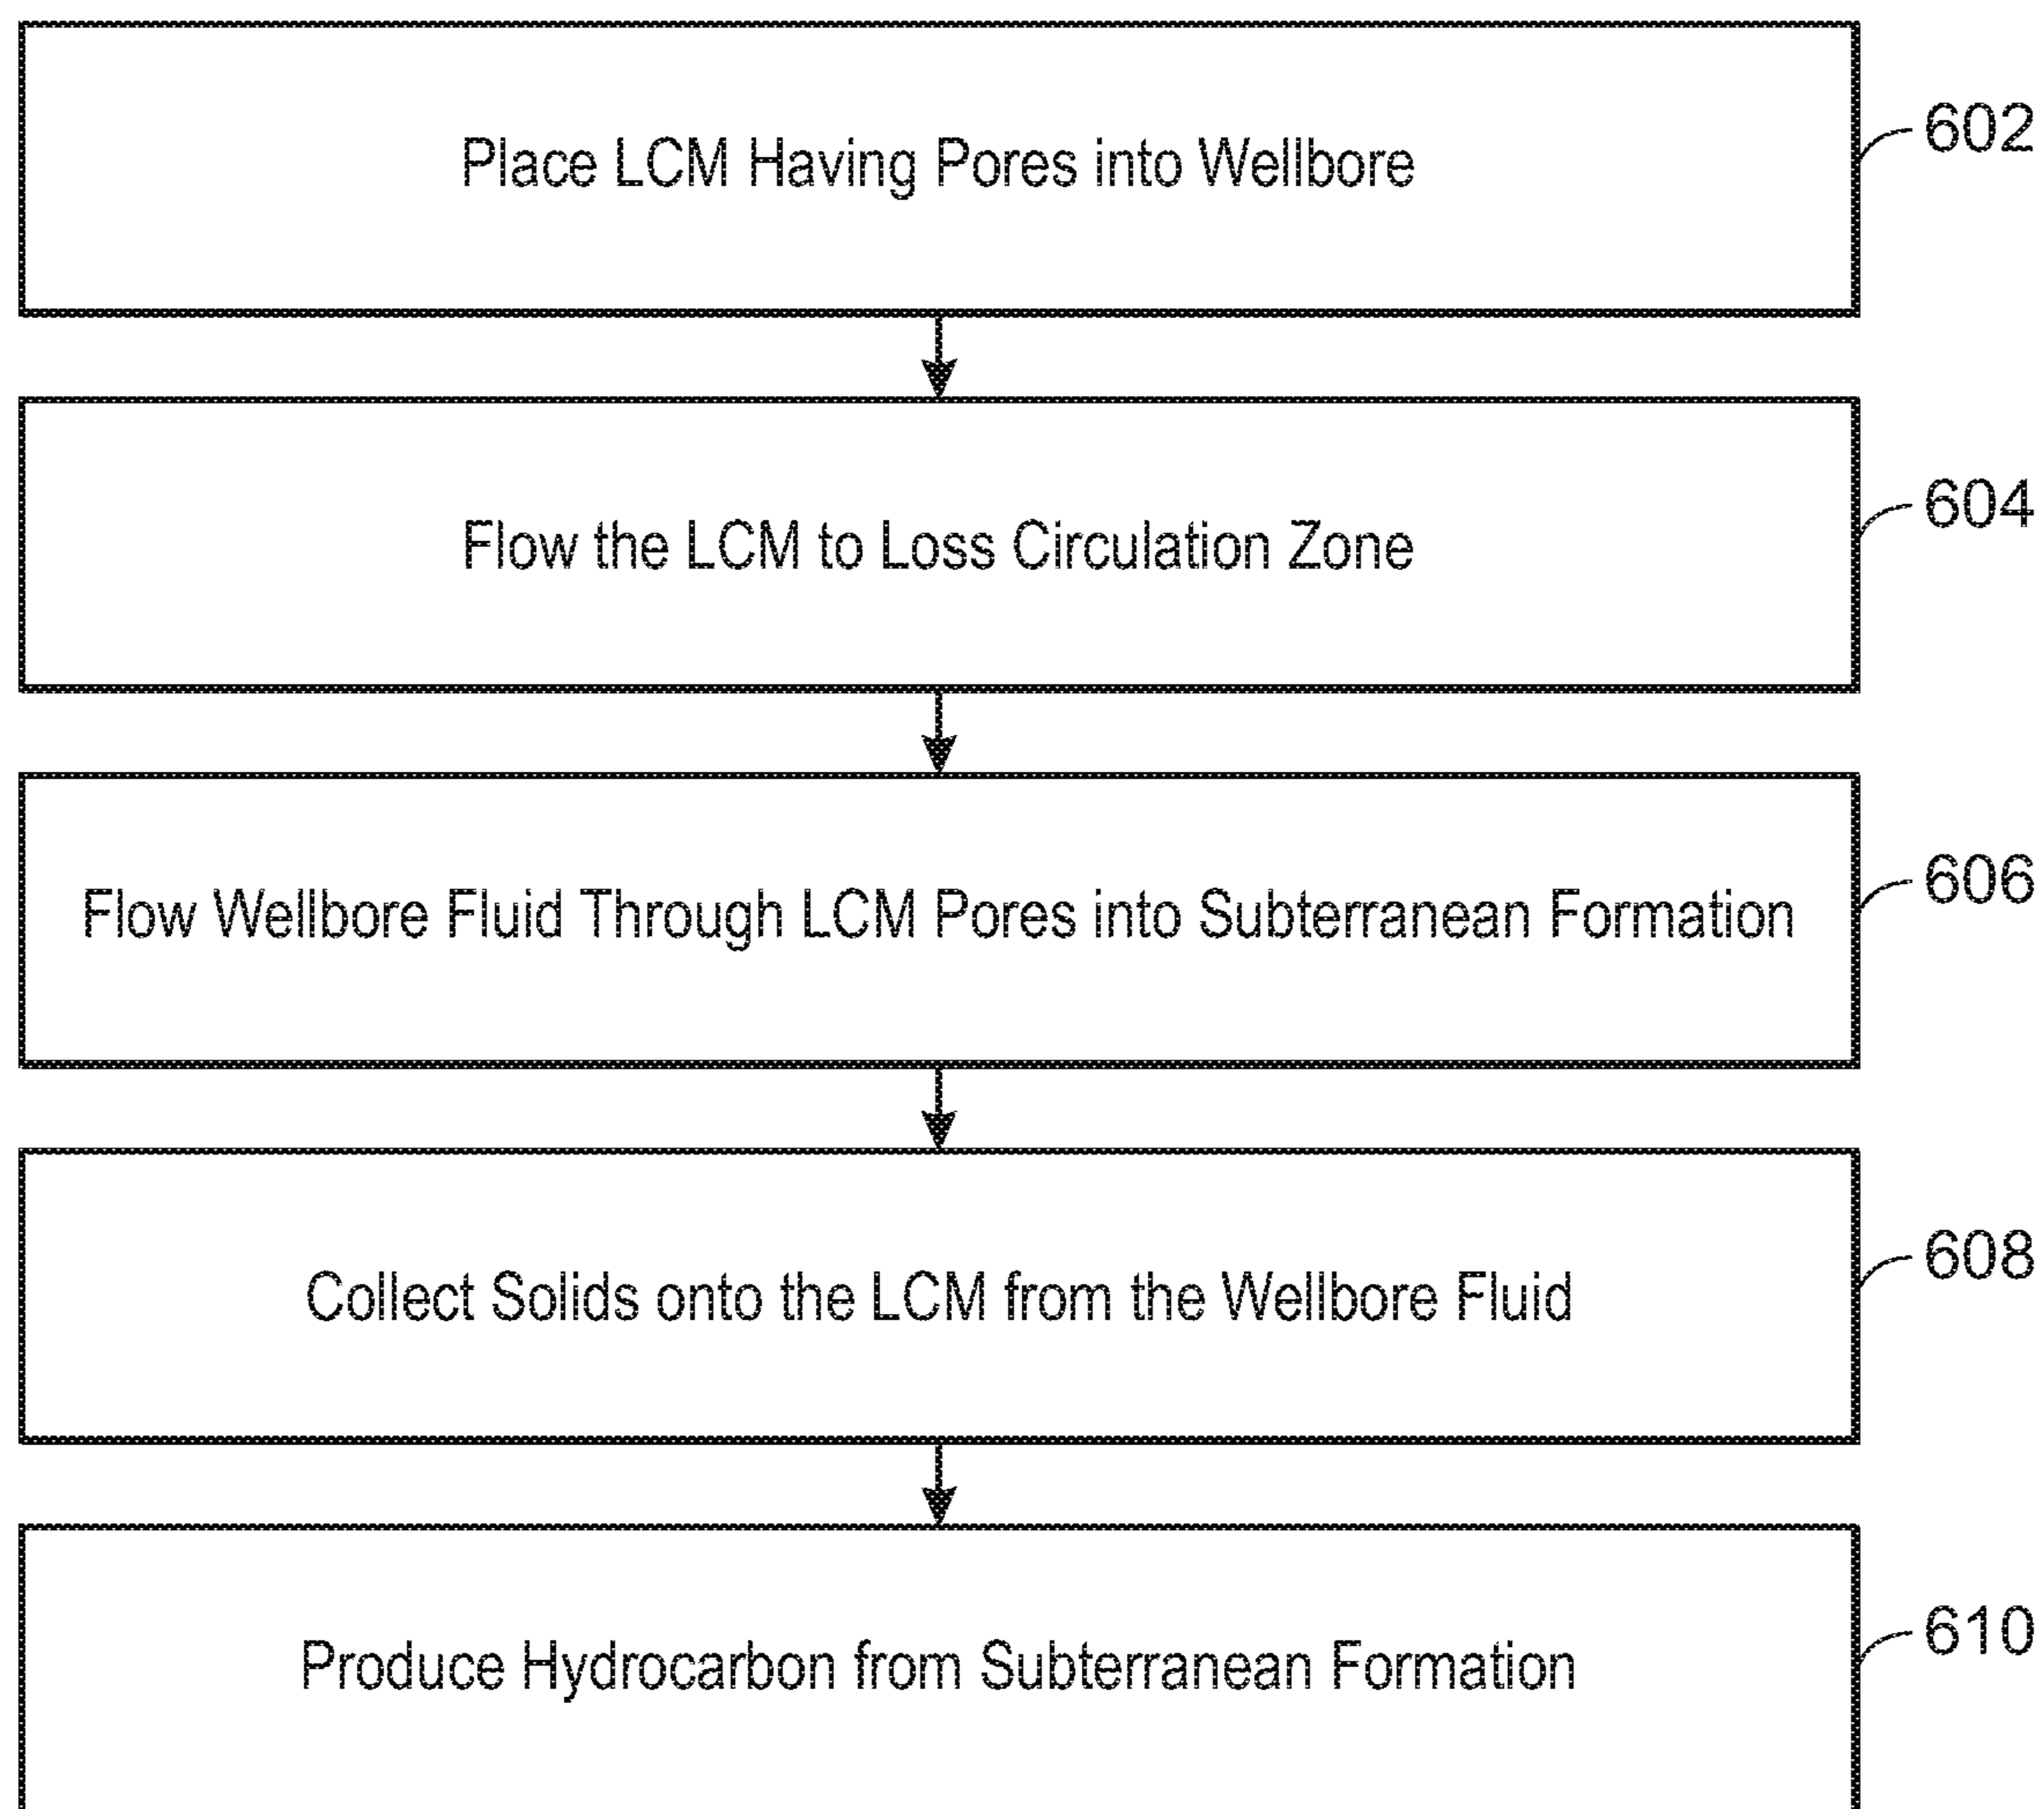 Place LCM Having Pores into Wellbore
602
Flow the LCM to Loss Circulation Zone
604
Flow Wellbore Fluid Through LCM Pores into Subterranean Formation
606
Collect Solids onto the LCM from the Wellbore Fluid
608
Produce Hydrocarbon from Subterranean Formation
610